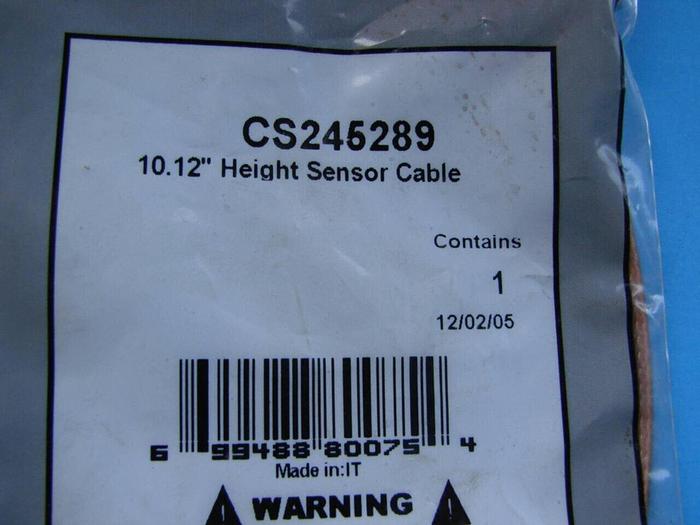 CS245289
10.12" Height Sensor Cable
Contains
1
12/02/05
6 99488 80075 4
Made in:IT
WARNING